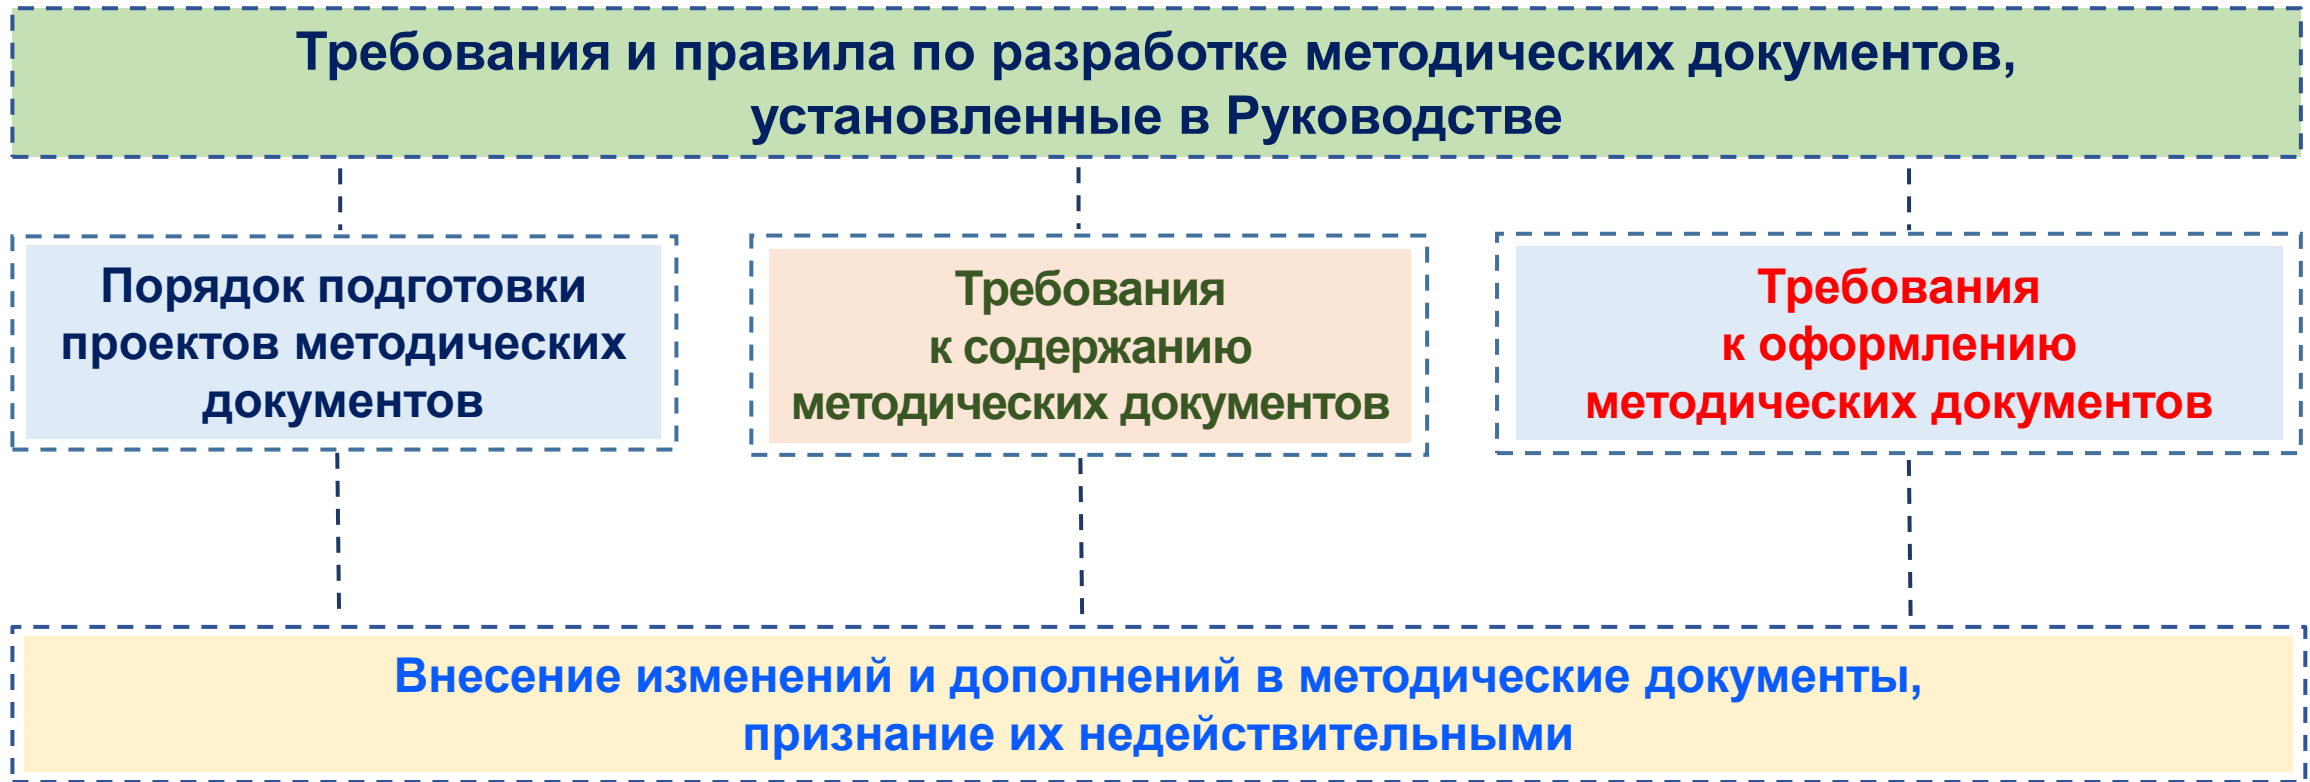 Требования и правила по разработке методических документов,
установленные в Руководстве
Порядок подготовки
проектов методических
документов
Требования
к содержанию
методических документов
Требования
к оформлению
методических документов
Внесение изменений и дополнений в методические документы,
признание их недействительными